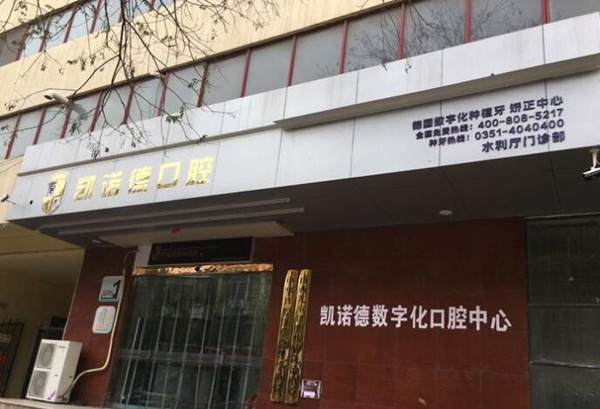 德国数字化种植牙 矫正中心
全国免费热线：400-808-5217
种牙热线：0351-4040400
水利厅门诊部
凯诺德口腔
1
凯诺德数字化口腔中心